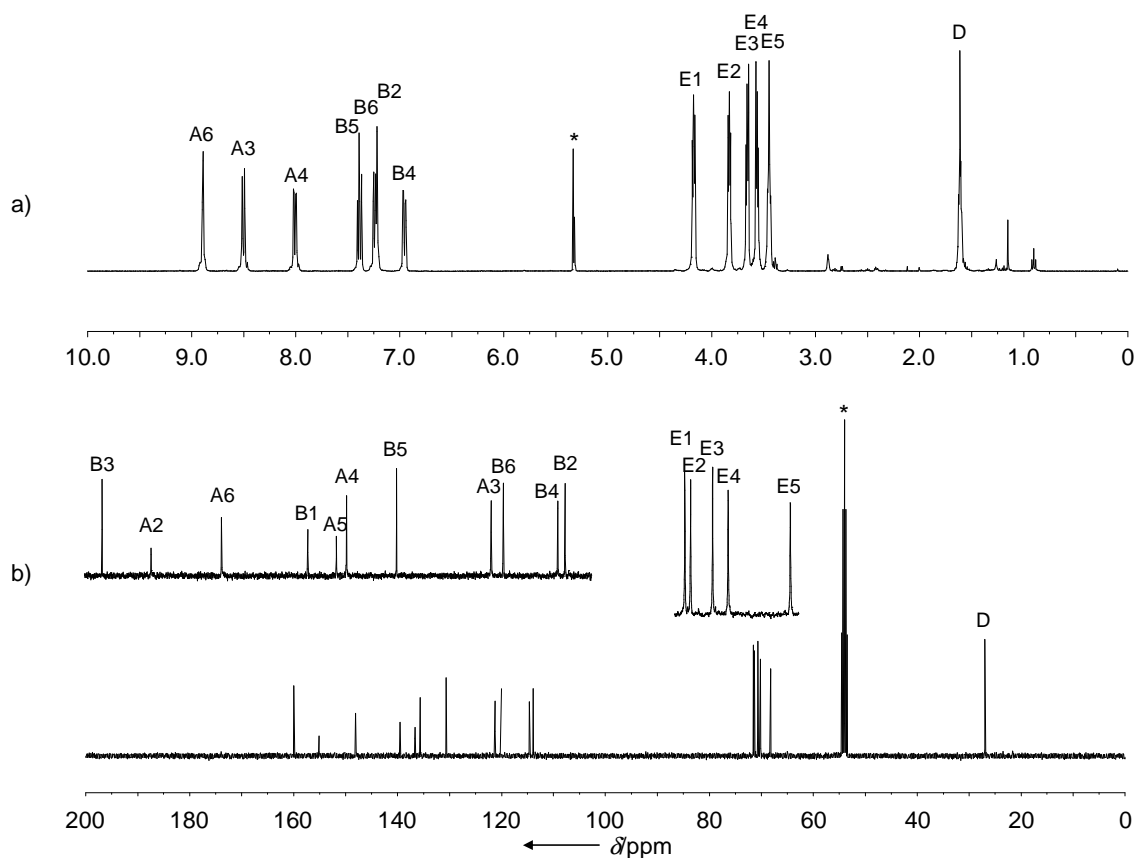 E4
E3 E5 D
E1 E2
B2
B6
A6 B5
A3 *
A4 B4
a)
10.0 9.0 8.0 7.0 6.0 5.0 4.0 3.0 2.0 1.0 0
*
E1 E3
B5 E2
B3 A4 B6 B2 E4
A6 A3 E5
B1 B4
A2 A5
b)
D
200 180 160 140 120 100 80 60 40 20 0
δ/ppm